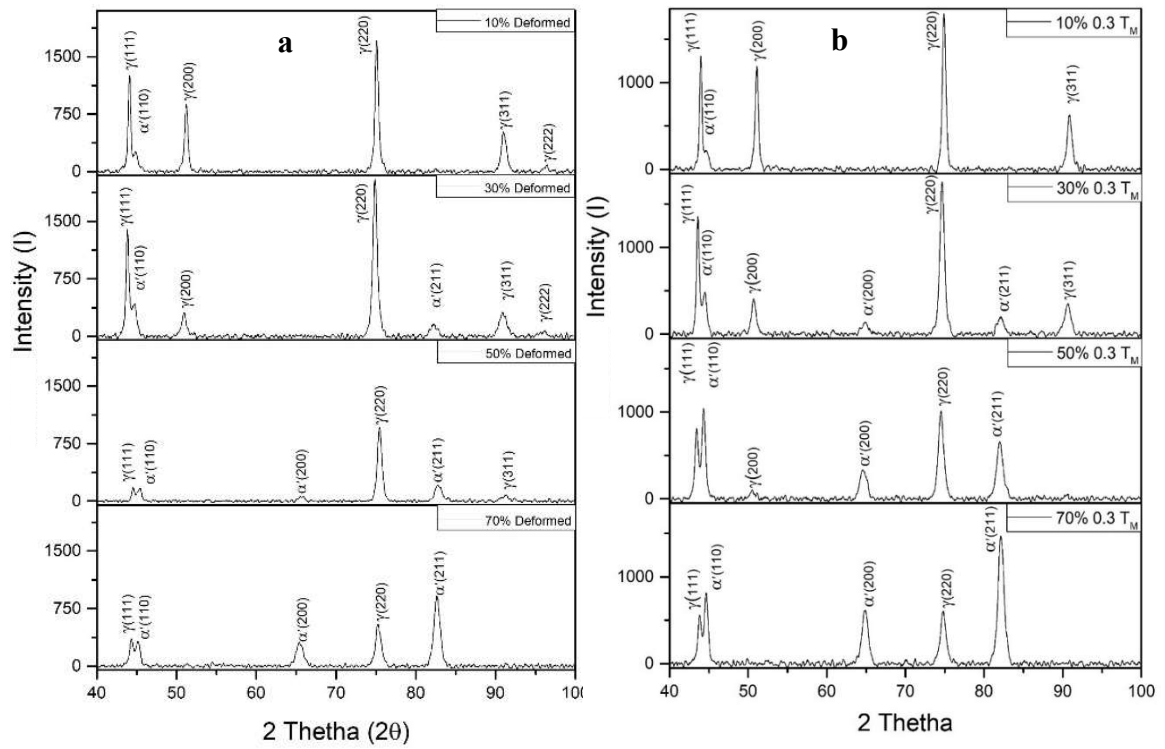 a
10% Deformed
1500
750
0
γ(111)
α'(110)
γ(200)
γ(220)
γ(311)
γ(222)
30% Deformed
1500
750
0
γ(111)
α'(110)
γ(200)
γ(220)
α'(211)
γ(311)
γ(222)
50% Deformed
1500
750
0
γ(111)
α'(110)
α'(200)
γ(220)
α'(211)
γ(311)
70% Deformed
1500
750
0
γ(111)
α'(110)
α'(200)
γ(220)
α'(211)
40 50 60 70 80 90 100
2 Thetha (2θ)
Intensity (I)
b
10% 0.3 TM
1000
0
γ(111)
α'(110)
γ(200)
γ(220)
γ(311)
30% 0.3 TM
1000
0
γ(111)
α'(110)
γ(200)
α'(200)
γ(220)
α'(211)
γ(311)
50% 0.3 TM
1000
0
γ(111)
α'(110)
γ(200)
α'(200)
γ(220)
α'(211)
70% 0.3 TM
1000
0
γ(111)
α'(110)
α'(200)
γ(220)
α'(211)
40 50 60 70 80 90 100
2 Thetha
Intensity (I)